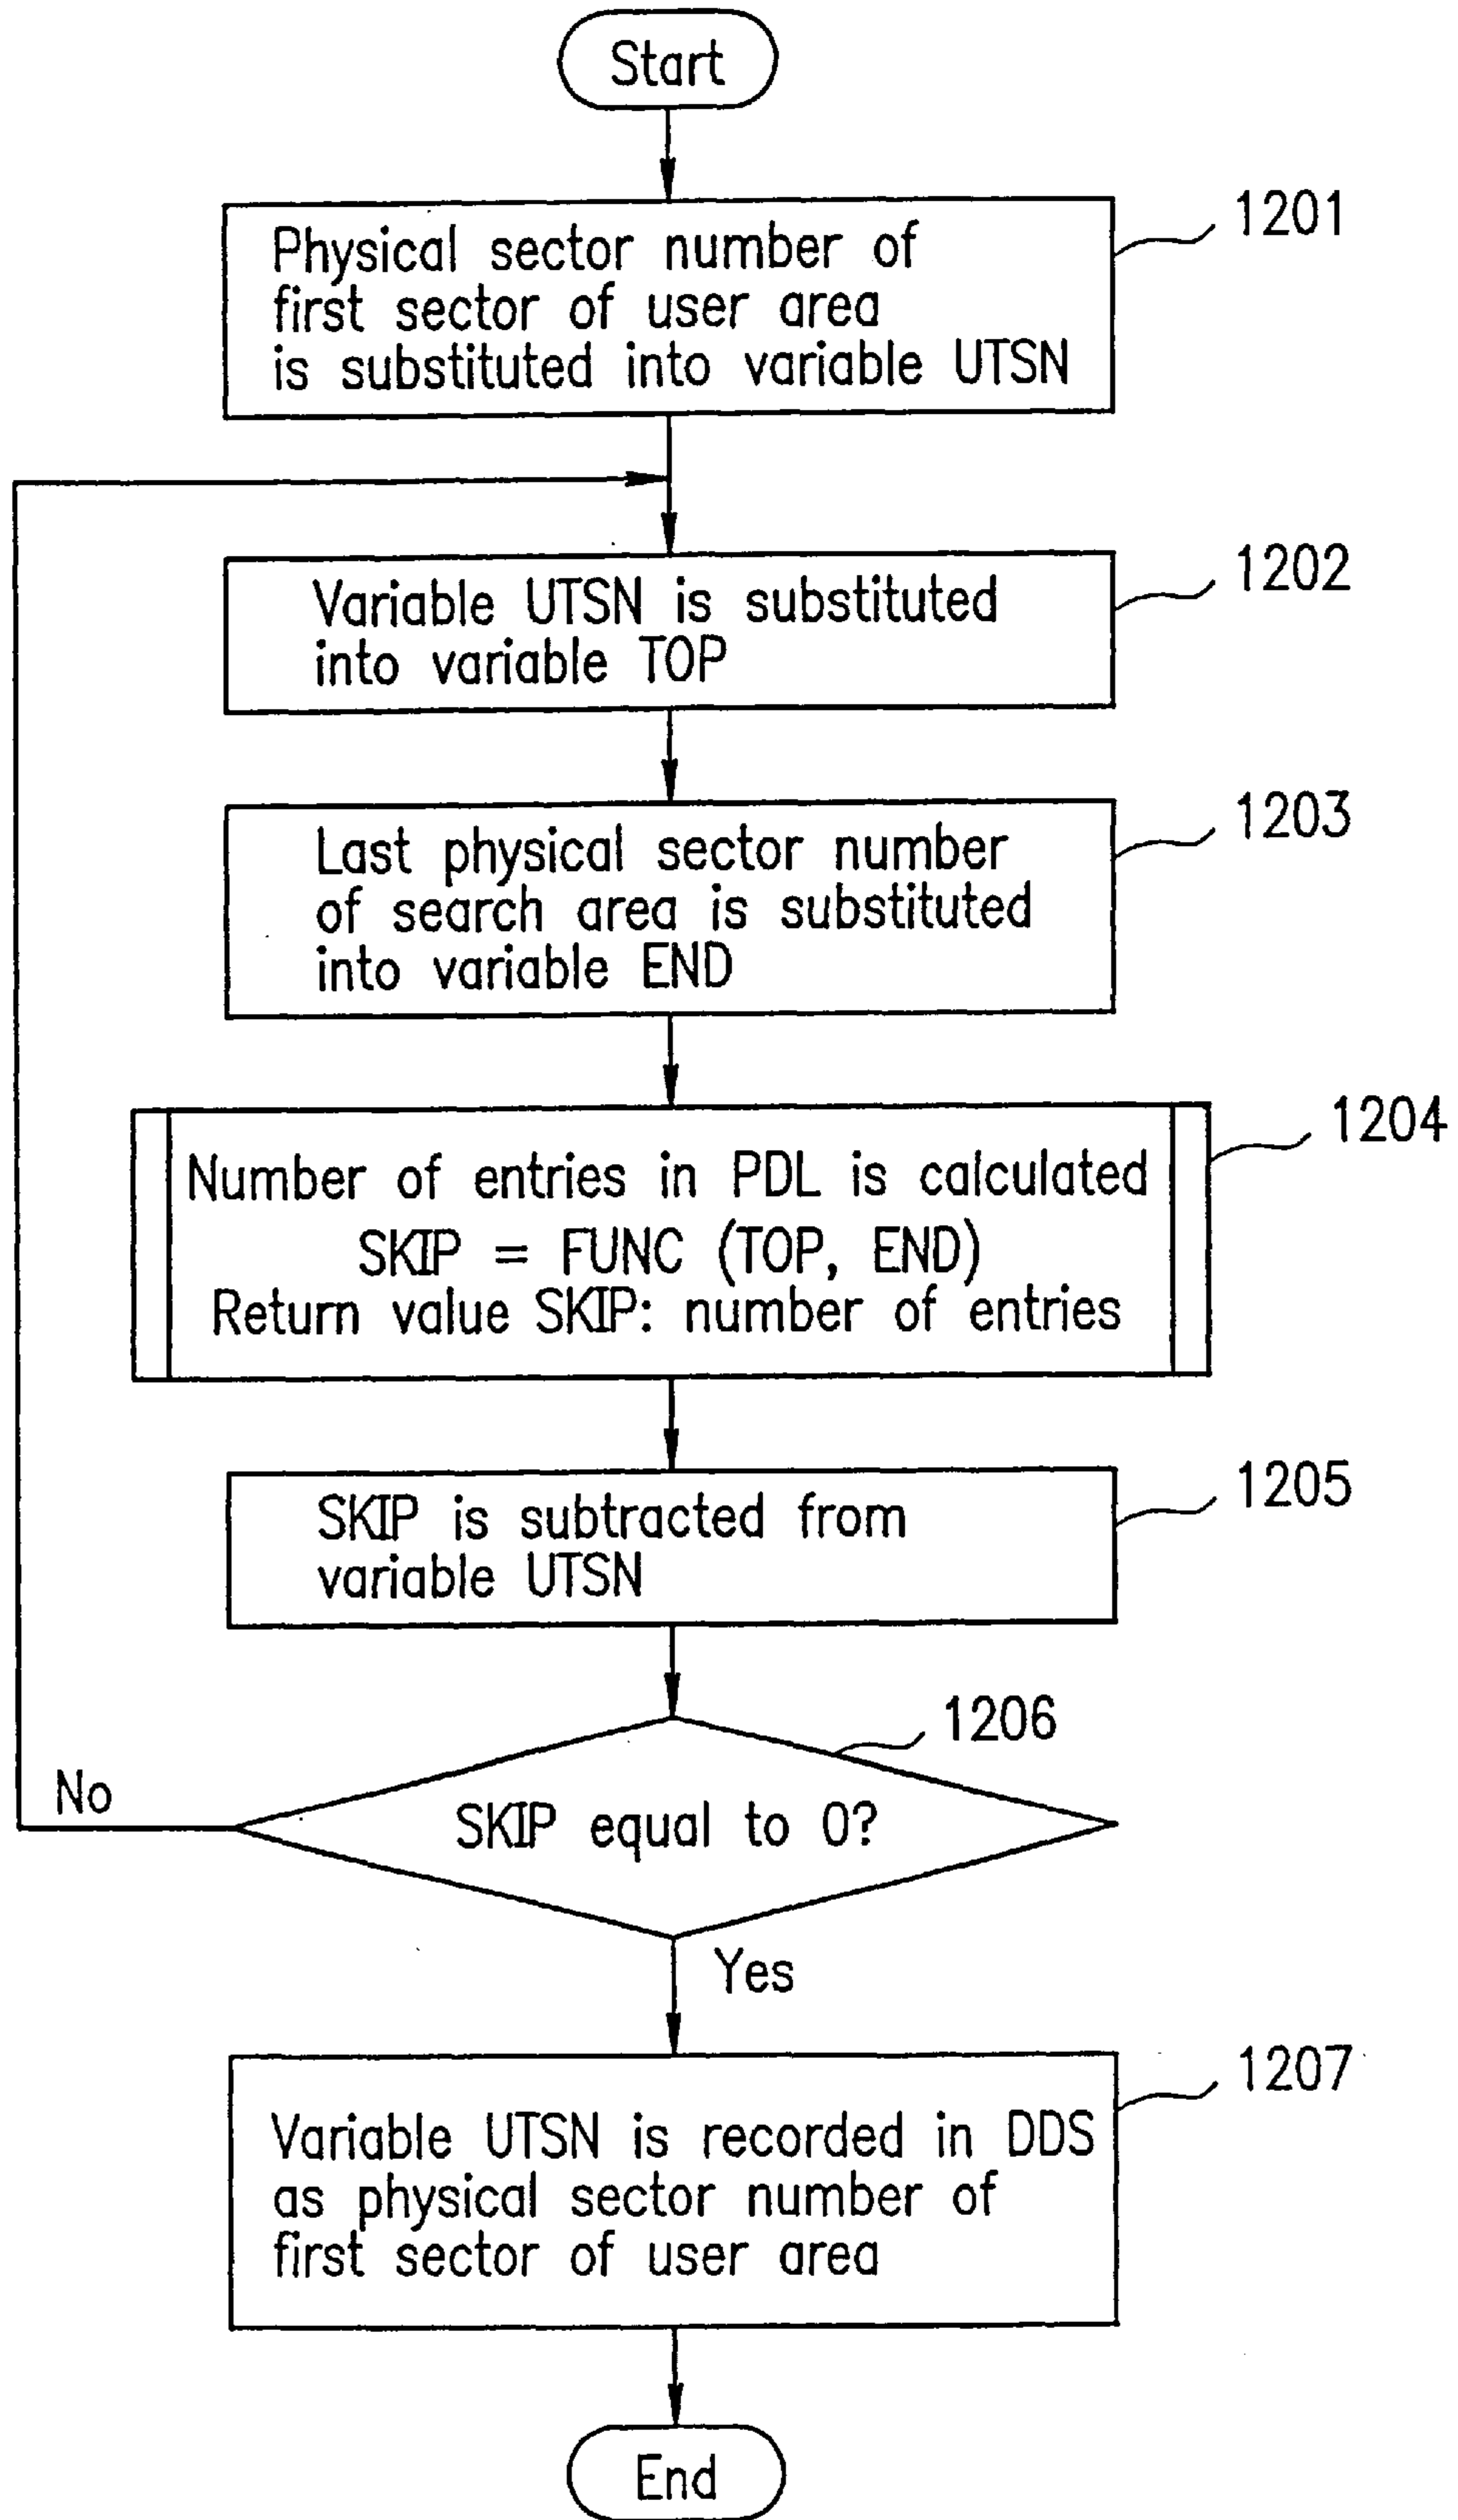 Start
1201
Physical sector number of
first sector of user area
is substituted into variable UTSN
1202
Variable UTSN is substituted
into variable TOP
1203
Last physical sector number
of search area is substituted
into variable END
1204
Number of entries in PDL is calculated
SKIP = FUNC (TOP, END)
Return value SKIP: number of entries
1205
SKIP is subtracted from
variable UTSN
1206
No
SKIP equal to 0?
Yes
1207
Variable UTSN is recorded in DDS
as physical sector number of
first sector of user area
End